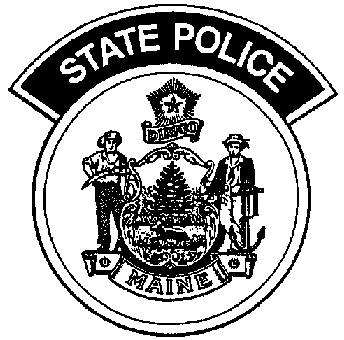 STATE POLICE
DIRIGO
MAINE